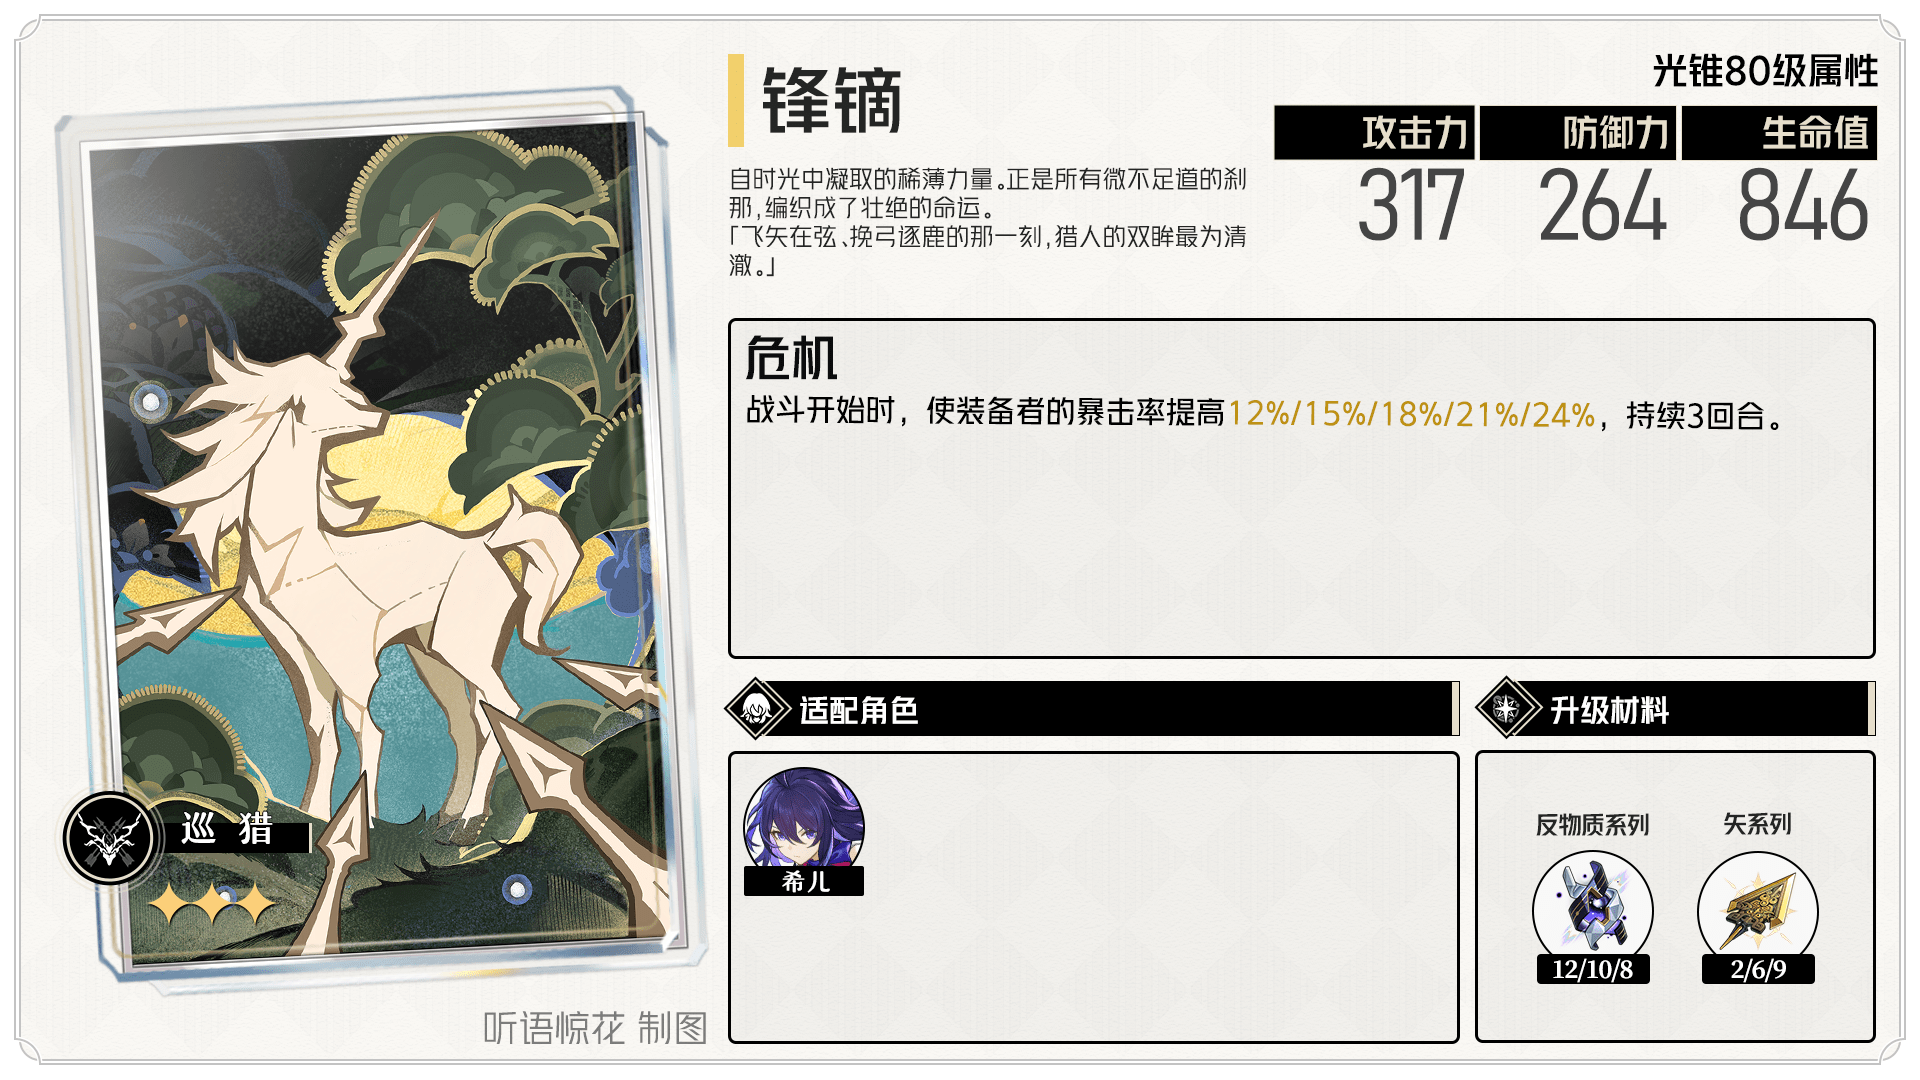 锋镝
自时光中凝取的稀薄力量。正是所有微不足道的刹
那,编织成了壮绝的命运。
「飞矢在弦、挽弓逐鹿的那一刻,猎人的双眸最为清
澈。」
光锥80级属性
攻击力 防御力 生命值
317 264 846
危机
战斗开始时，使装备者的暴击率提高12%/15%/18%/21%/24%，持续3回合。
巡猎
适配角色
希儿
升级材料
反物质系列 矢系列
12/10/8 2/6/9
听语惊花 制图